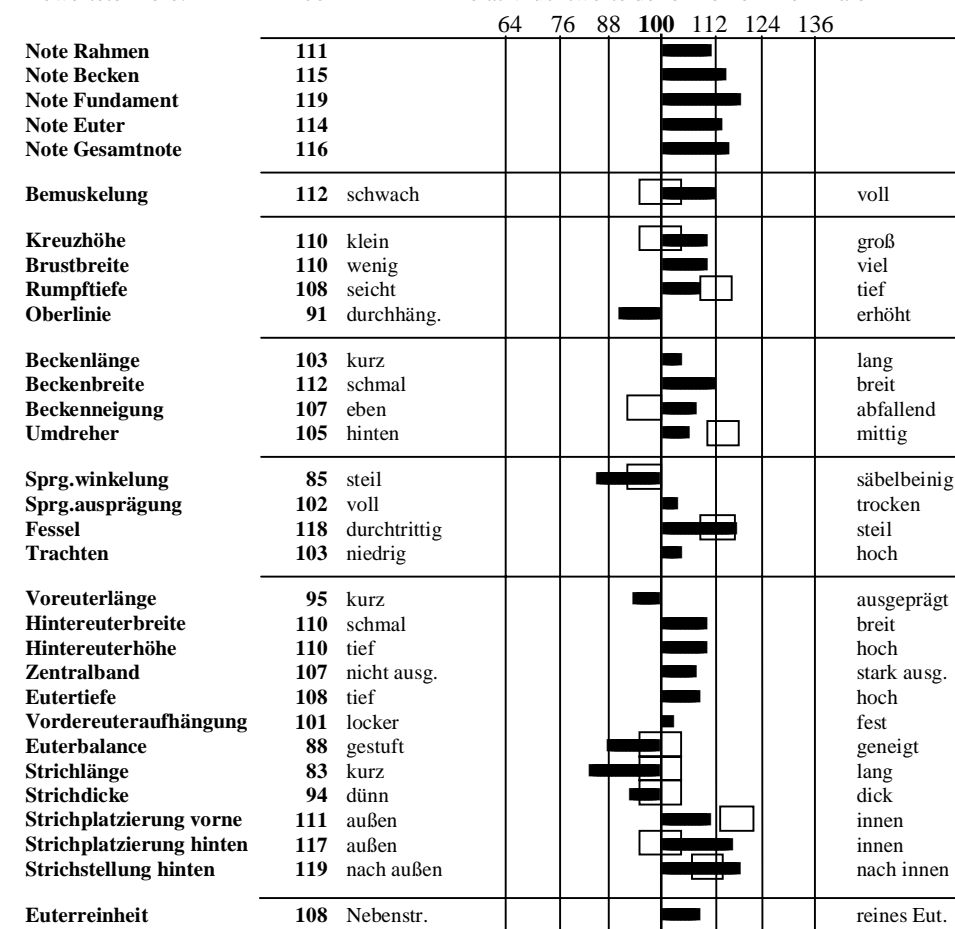 64 76 88 100 112 124 136
Note Rahmen 111
Note Becken 115
Note Fundament 119
Note Euter 114
Note Gesamtnote 116
Bemuskelung 112 schwach voll
Kreuzhöhe 110 klein groß
Brustbreite 110 wenig viel
Rumpftiefe 108 seicht tief
Oberlinie 91 durchhäng. erhöht
Beckenlänge 103 kurz lang
Beckenbreite 112 schmal breit
Beckenneigung 107 eben abfallend
Umdreher 105 hinten mittig
Sprg.winkelung 85 steil säbelbeinig
Sprg.ausprägung 102 voll trocken
Fessel 118 durchtrittig steil
Trachten 103 niedrig hoch
Voreuterlänge 95 kurz ausgeprägt
Hintereuterbreite 110 schmal breit
Hintereuterhöhe 110 tief hoch
Zentralband 107 nicht ausg. stark ausg.
Eutertiefe 108 tief hoch
Vordereuteraufhängung 101 locker fest
Euterbalance 88 gestuft geneigt
Strichlänge 83 kurz lang
Strichdicke 94 dünn dick
Strichplatzierung vorne 111 außen innen
Strichplatzierung hinten 117 außen innen
Strichstellung hinten 119 nach außen nach innen
Euterreinheit 108 Nebenstr. reines Eut.